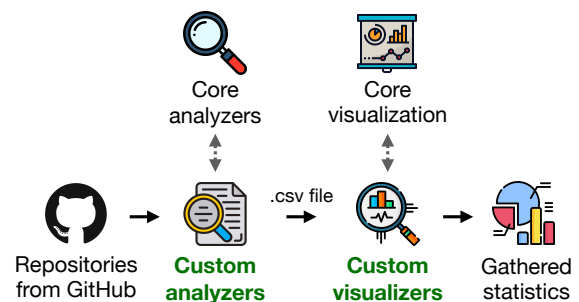 Core
analyzers
Core
visualization
.csv file
Repositories
from GitHub
Custom
analyzers
Custom
visualizers
Gathered
statistics